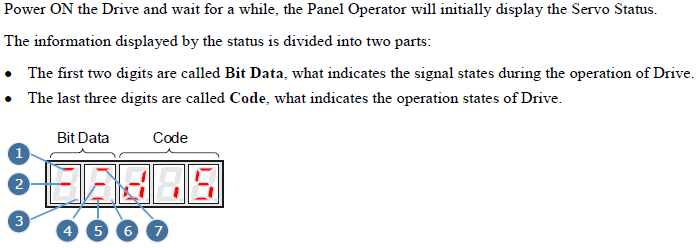 Power ON the Drive and wait for a while, the Panel Operator will initially display the Servo Status.
The information displayed by the status is divided into two parts:
• The first two digits are called Bit Data, what indicates the signal states during the operation of Drive.
• The last three digits are called Code, what indicates the operation states of Drive.
Bit Data Code
1
2
3
4 5 6 7